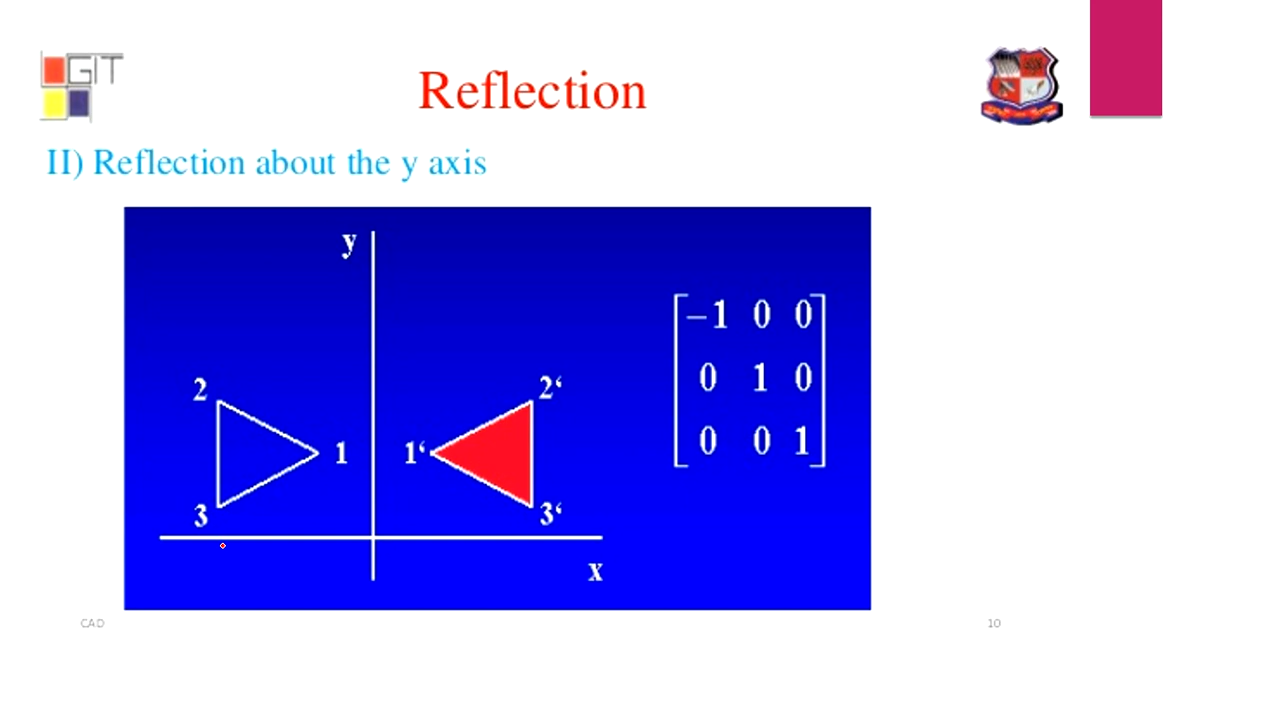 GIT
Reflection
II) Reflection about the y axis
y
−1 0 0
0 1 0
0 0 1
2
2‘
1
1‘
3
3‘
x
CAD
10